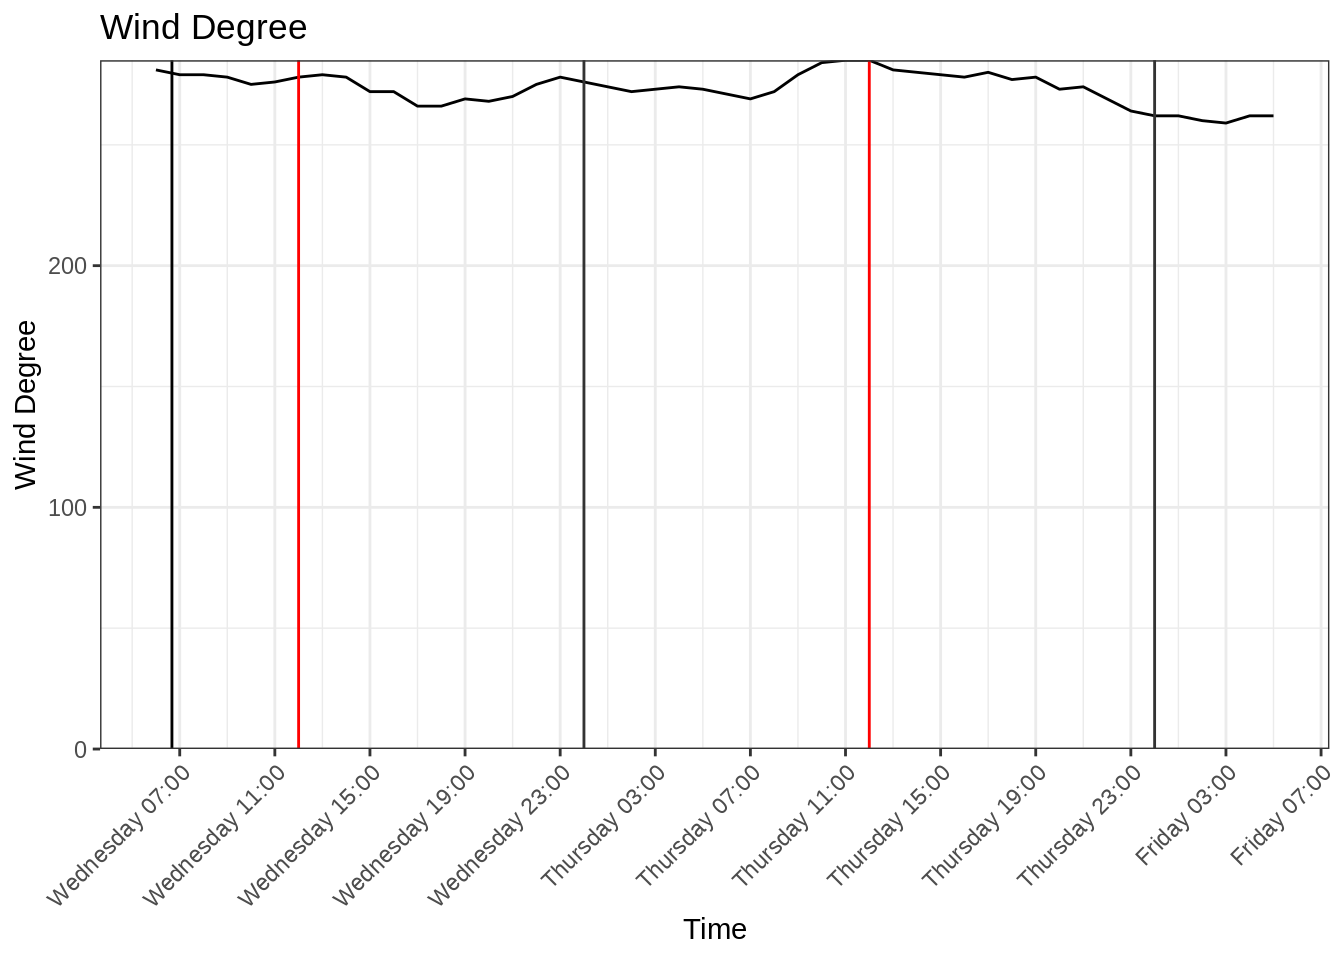 Wind Degree
Wind Degree
200
100
0
Wednesday 07:00
Wednesday 11:00
Wednesday 15:00
Wednesday 19:00
Wednesday 23:00
Thursday 03:00
Thursday 07:00
Thursday 11:00
Thursday 15:00
Thursday 19:00
Thursday 23:00
Friday 03:00
Friday 07:00
Time